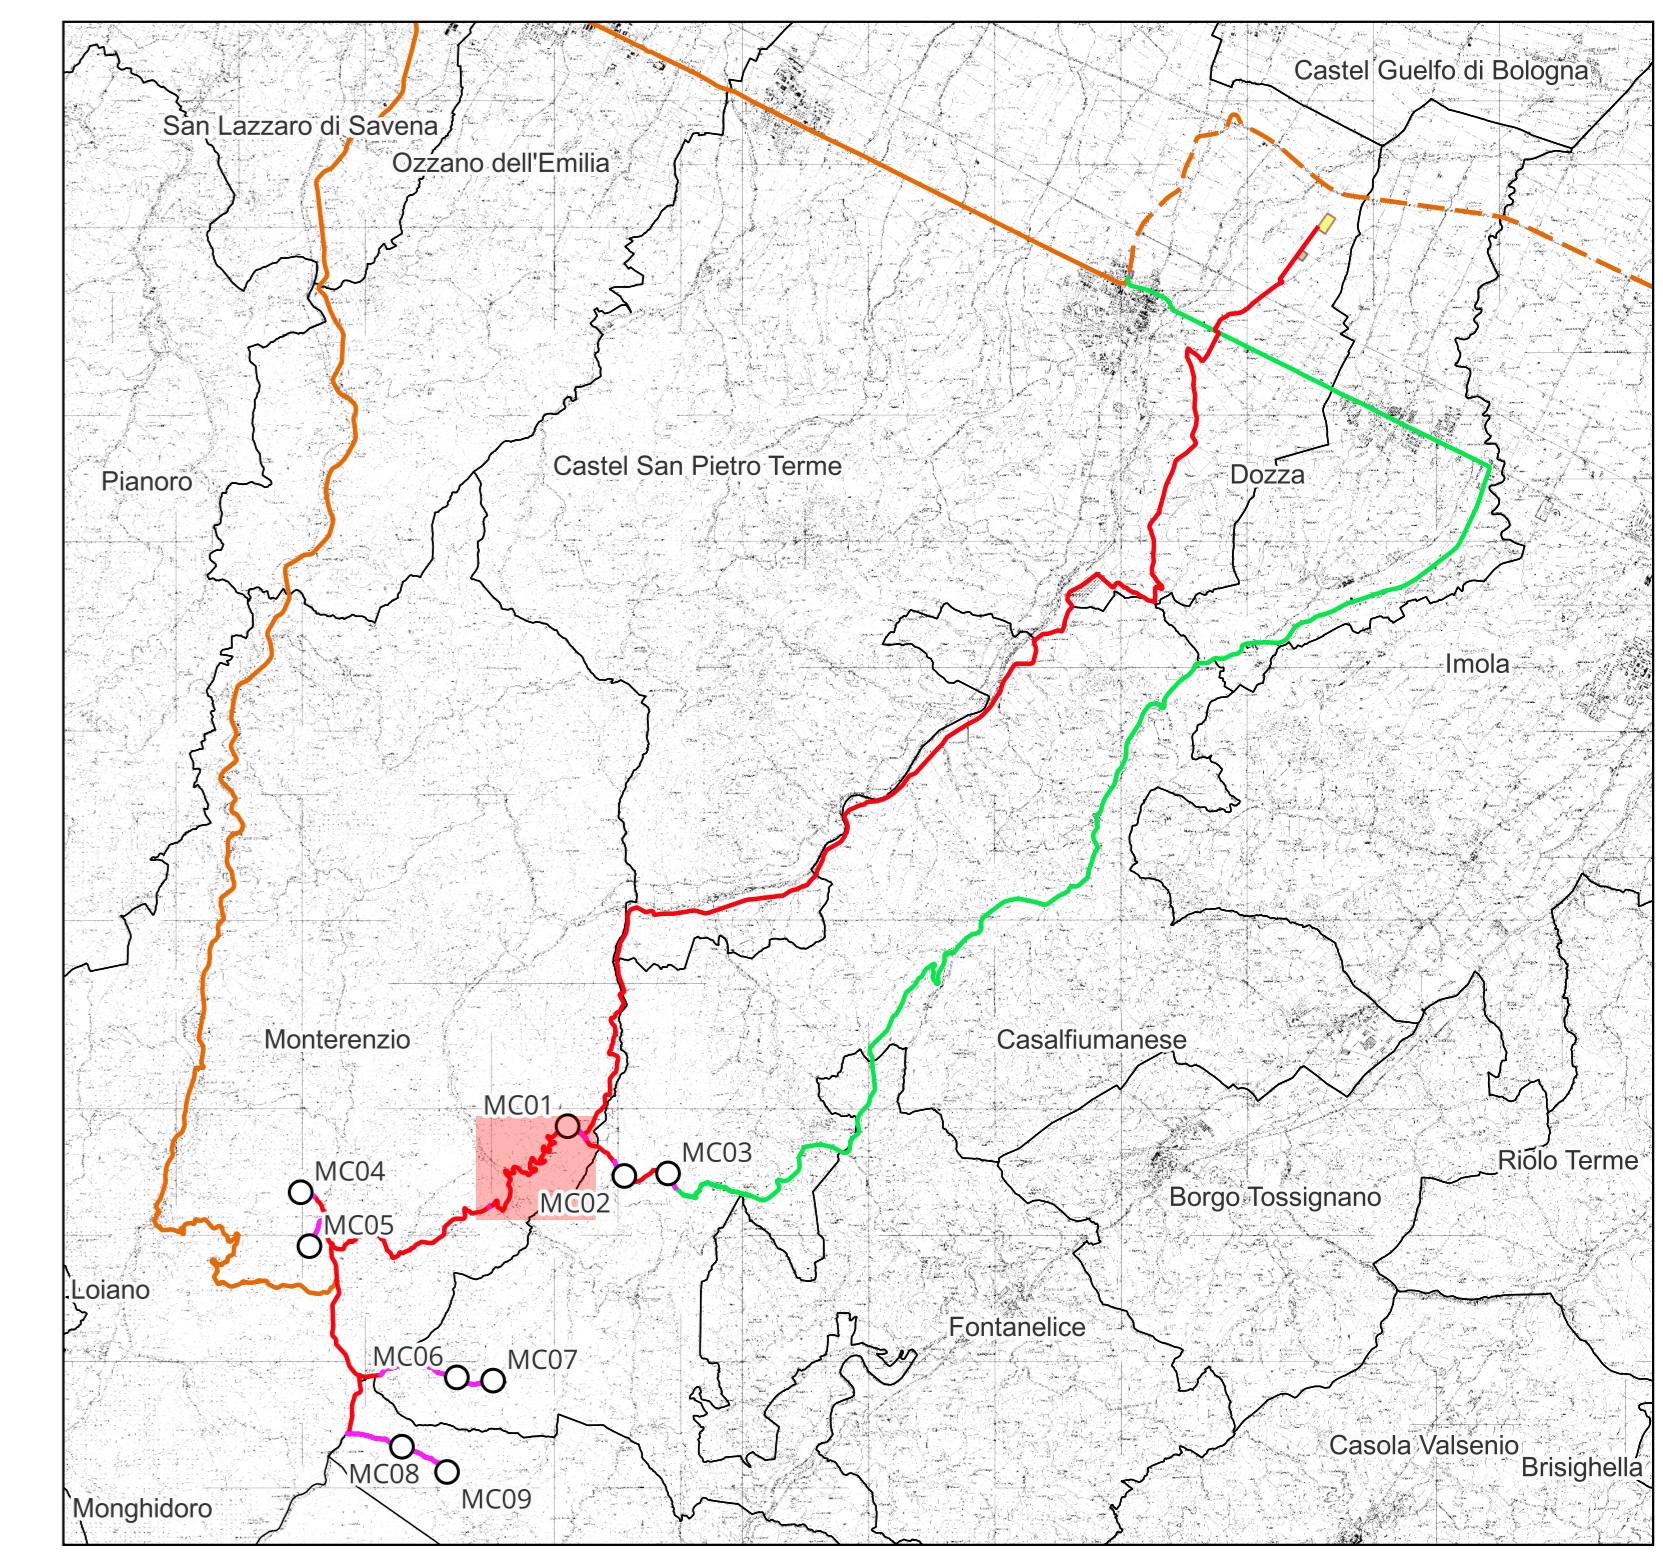 Castel Guelfo di Bologna
San Lazzaro di Savena
Ozzano dell'Emilia
Castel San Pietro Terme
Pianoro
Dozza
Imola
Monterenzio
Casalfiumanese
MC01
MC03
MC04
Riolo Terme
MC02
Borgo Tossignano
MC05
Loiano
Fontanelice
MC06
MC07
Casola Valsenio
Brisighella
MC08
MC09
Monghidoro